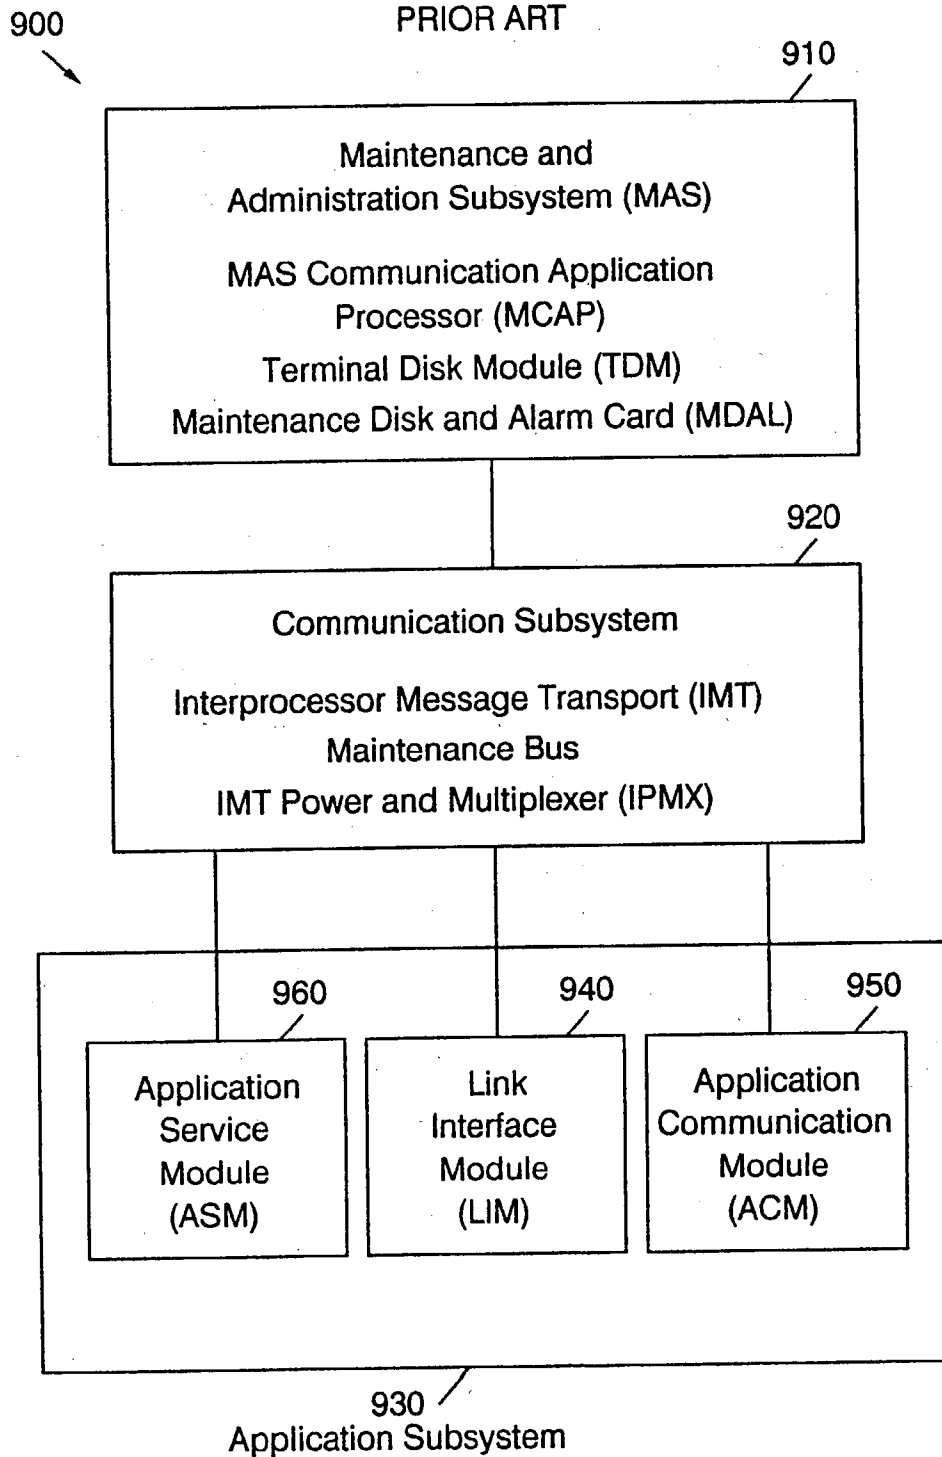 900
PRIOR ART
910
Maintenance and
Administration Subsystem (MAS)
MAS Communication Application
Processor (MCAP)
Terminal Disk Module (TDM)
Maintenance Disk and Alarm Card (MDAL)
920
Communication Subsystem
Interprocessor Message Transport (IMT)
Maintenance Bus
IMT Power and Multiplexer (IPMX)
960
Application
Service
Module
(ASM)
940
Link
Interface
Module
(LIM)
950
Application
Communication
Module
(ACM)
930
Application Subsystem